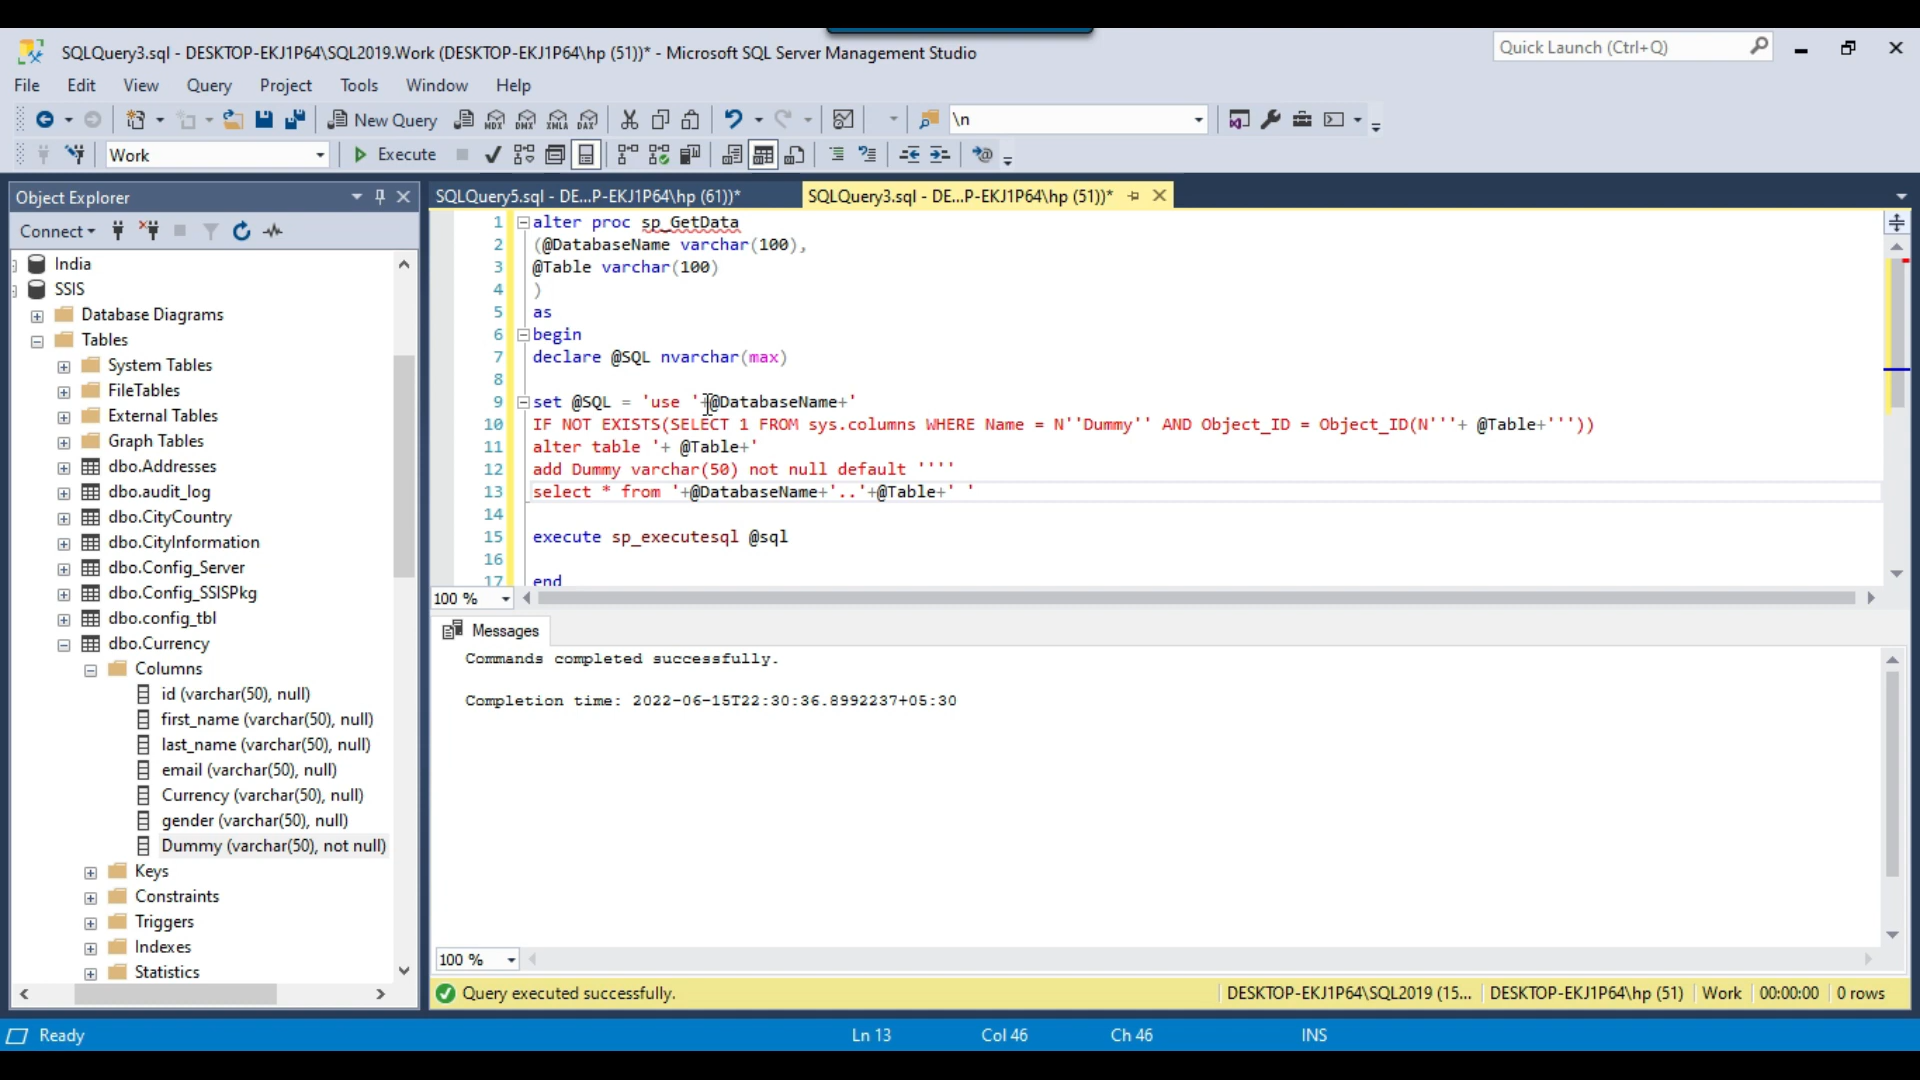 SQLQuery3.sql - DESKTOP-EKJ1P64\SQL2019.Work (DESKTOP-EKJ1P64\hp (51))* - Microsoft SQL Server Management Studio
Quick Launch (Ctrl+Q)
File Edit View Query Project Tools Window Help
New Query
MDX DMX XMLA DAX
\n
Work
Execute
Object Explorer
SQLQuery5.sql - DE...P-EKJ1P64\hp (61))*
SQLQuery3.sql - DE...P-EKJ1P64\hp (51))*
Connect
India
SSIS
Database Diagrams
Tables
System Tables
FileTables
External Tables
Graph Tables
dbo.Addresses
dbo.audit_log
dbo.CityCountry
dbo.CityInformation
dbo.Config_Server
dbo.Config_SSISPkg
dbo.config_tbl
dbo.Currency
Columns
id (varchar(50), null)
first_name (varchar(50), null)
last_name (varchar(50), null)
email (varchar(50), null)
Currency (varchar(50), null)
gender (varchar(50), null)
Dummy (varchar(50), not null)
Keys
Constraints
Triggers
Indexes
Statistics
1 alter proc sp_GetData
2 (@DatabaseName varchar(100),
3 @Table varchar(100)
4 )
5 as
6 begin
7 declare @SQL nvarchar(max)
8
9 set @SQL = 'use '+@DatabaseName+'
10 IF NOT EXISTS(SELECT 1 FROM sys.columns WHERE Name = N''Dummy'' AND Object_ID = Object_ID(N'''+ @Table+'''))
11 alter table '+ @Table+'
12 add Dummy varchar(50) not null default ''''
13 select * from '+@DatabaseName+'..'+@Table+' '
14
15 execute sp_executesql @sql
16
17 end
100 %
Messages
Commands completed successfully.
Completion time: 2022-06-15T22:30:36.8992237+05:30
100 %
Query executed successfully.
DESKTOP-EKJ1P64\SQL2019 (15... DESKTOP-EKJ1P64\hp (51) Work 00:00:00 0 rows
Ready
Ln 13 Col 46 Ch 46 INS